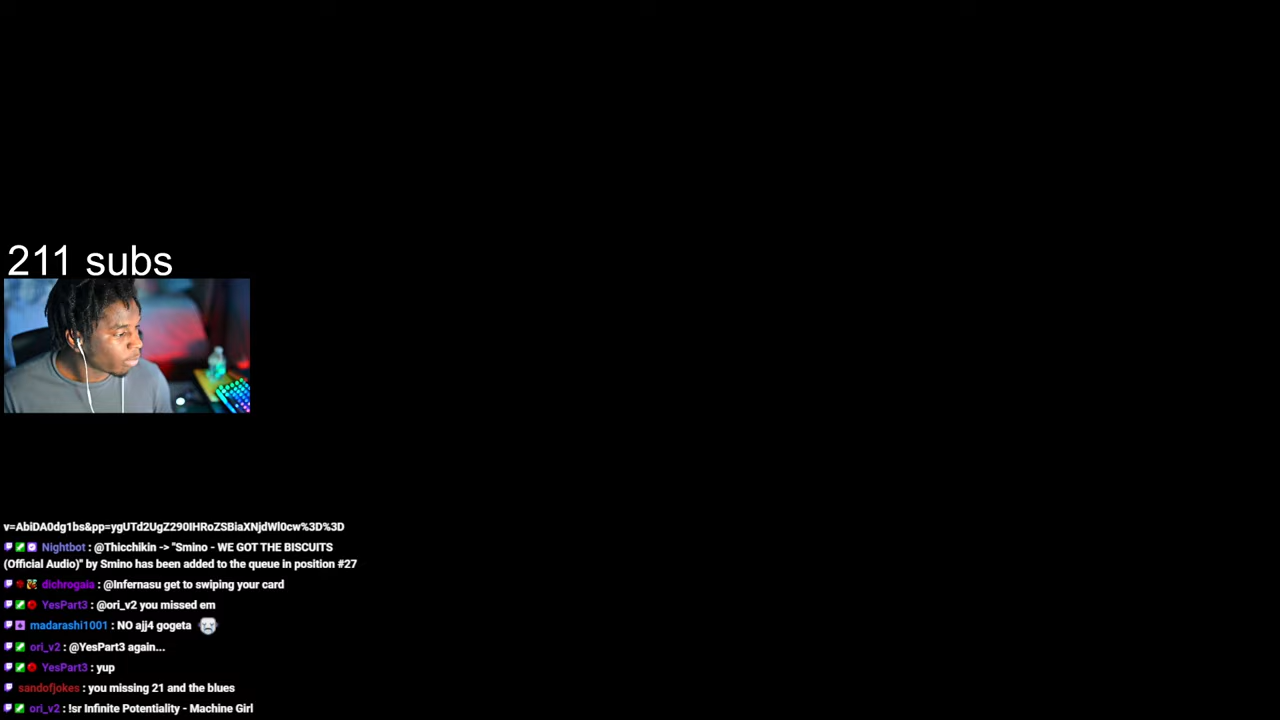 211 subs
v=AbiDA0dg1bs&pp=ygUTd2UgZ290IHRoZSBiaXNjdWl0cw%3D%3D
Nightbot : @Thicchikin -> "Smino - WE GOT THE BISCUITS
(Official Audio)" by Smino has been added to the queue in position #27
dichrogaia : @Infernasu get to swiping your card
YesPart3 : @ori_v2 you missed em
madarashi1001 : NO ajj4 gogeta
ori_v2 : @YesPart3 again...
YesPart3 : yup
sandofjokes : you missing 21 and the blues
ori_v2 : !sr Infinite Potentiality - Machine Girl